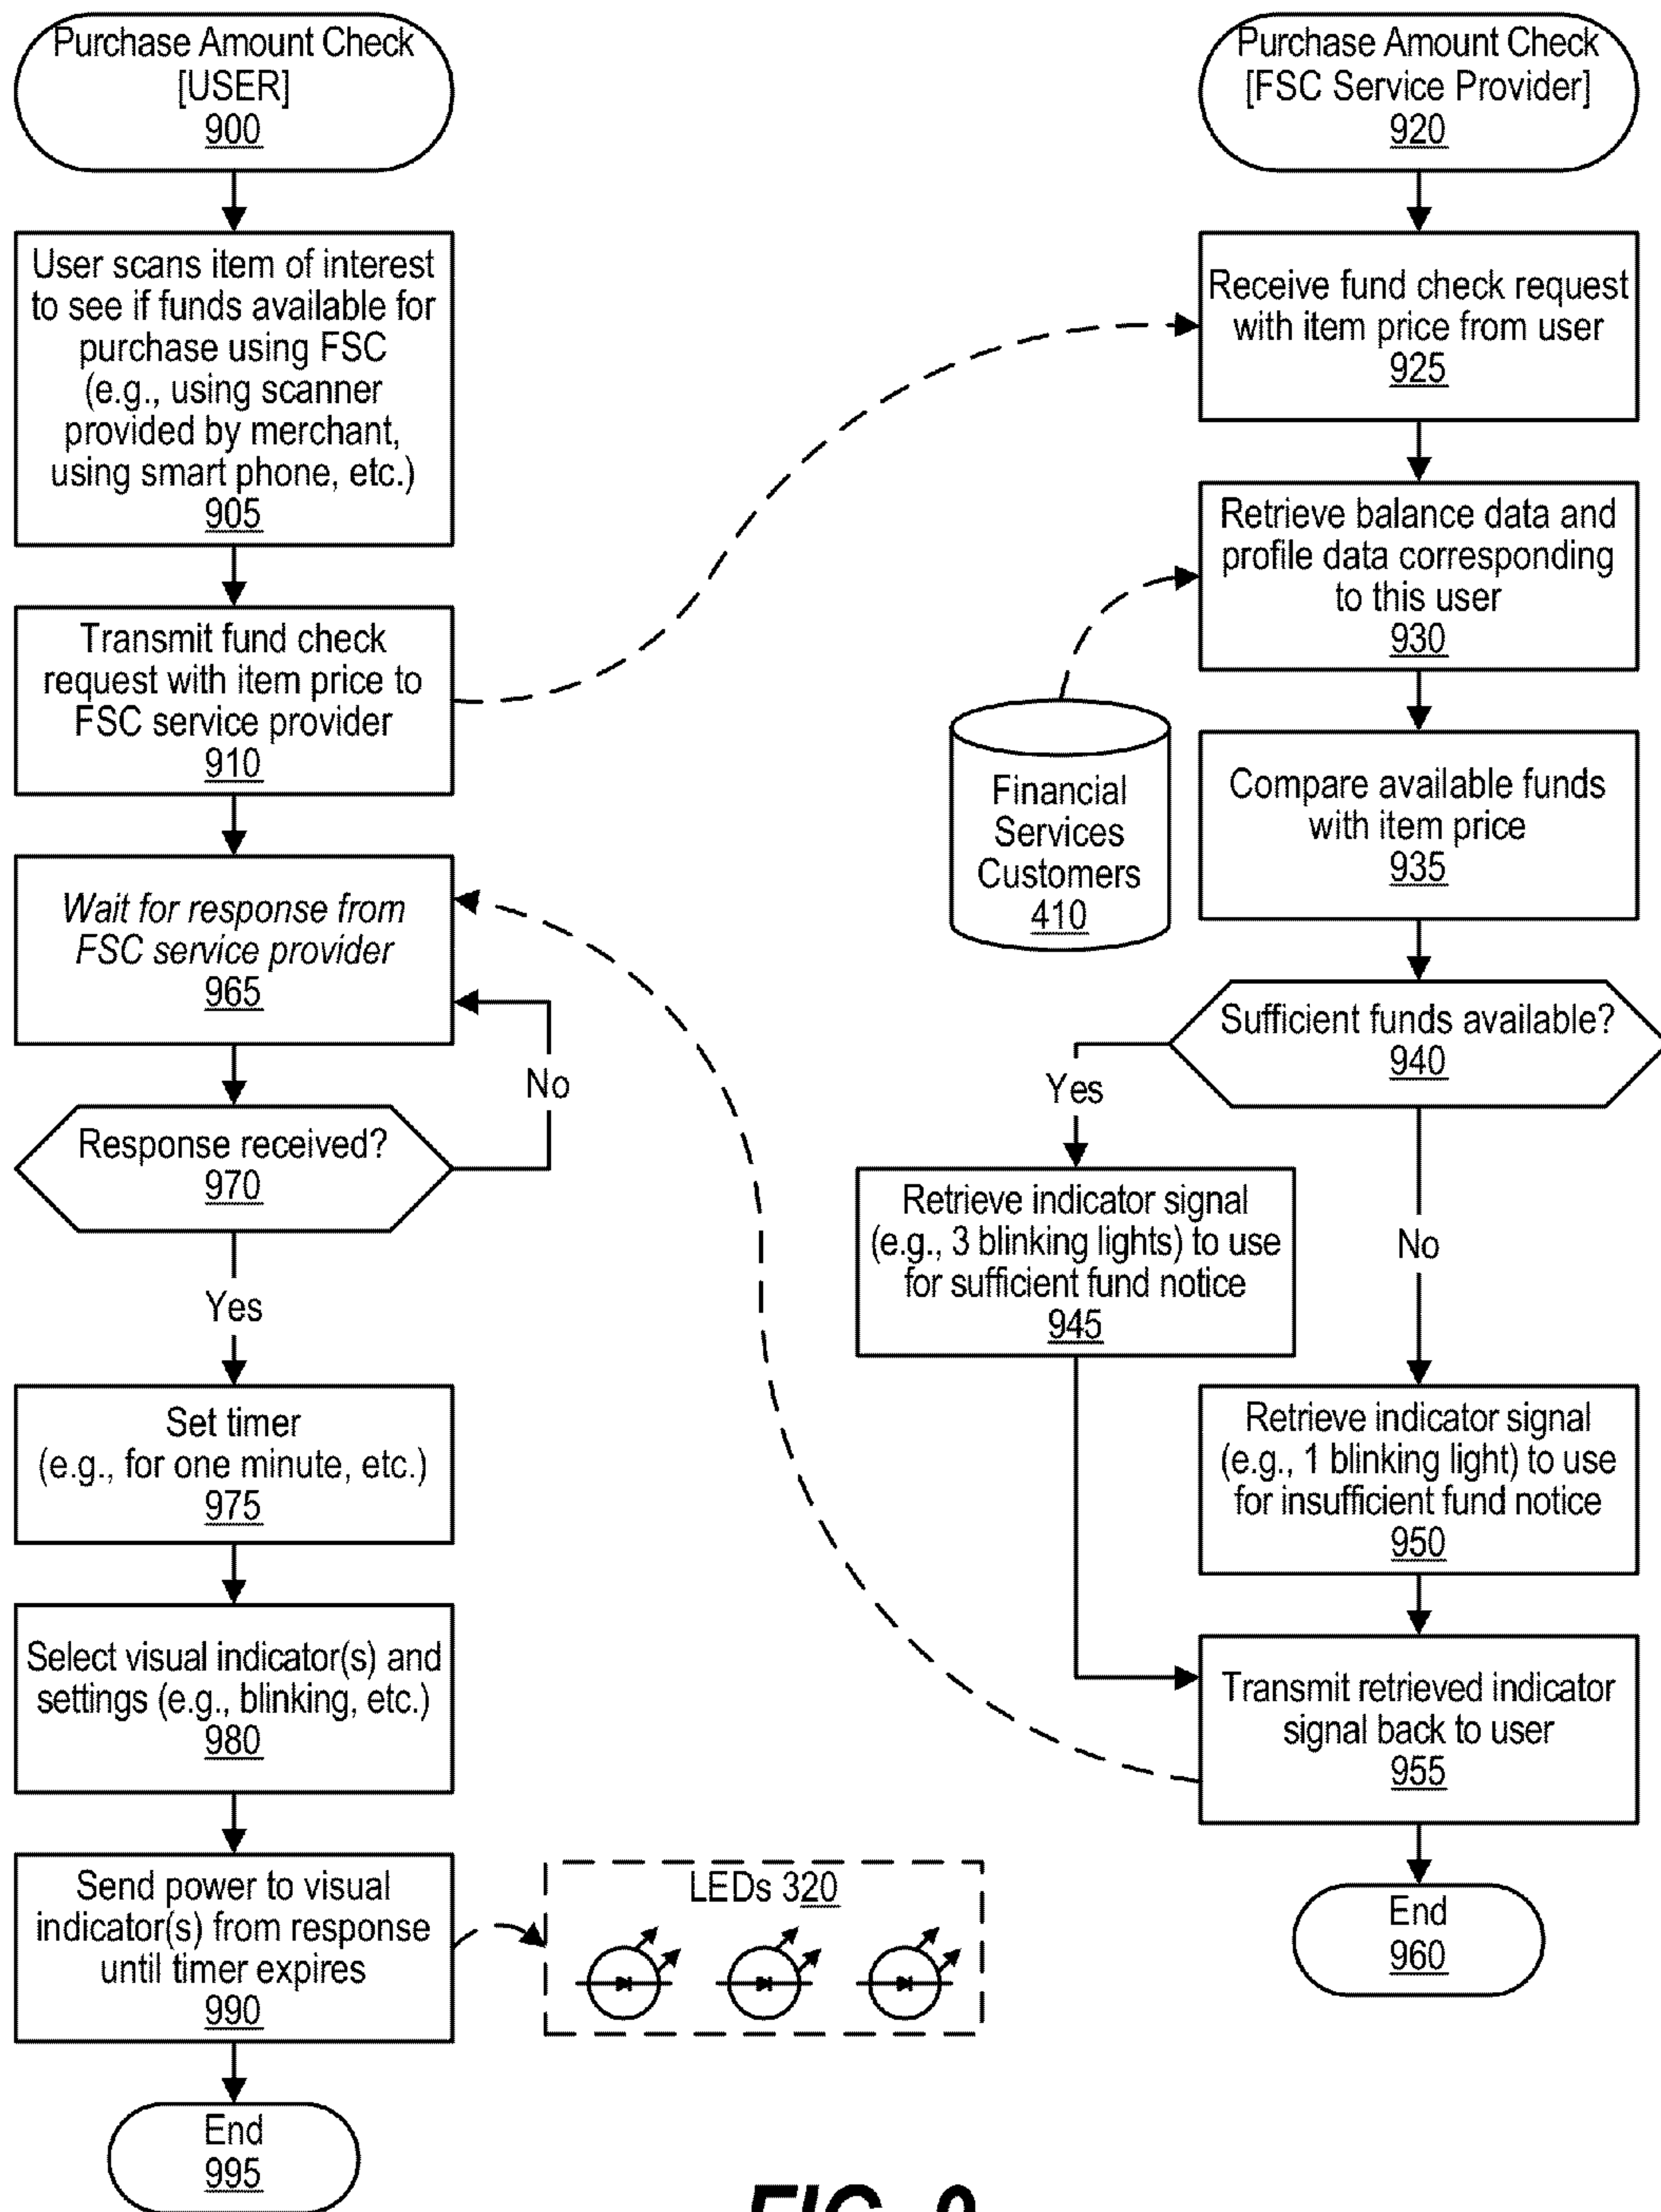 Purchase Amount Check
[USER]
900
User scans item of interest
to see if funds available for
purchase using FSC
(e.g., using scanner
provided by merchant,
using smart phone, etc.)
905
Transmit fund check
request with item price to
FSC service provider
910
Wait for response from
FSC service provider
965
No
Response received?
970
Yes
Set timer
(e.g., for one minute, etc.)
975
Select visual indicator(s) and
settings (e.g., blinking, etc.)
980
Send power to visual
indicator(s) from response
until timer expires
990
LEDs 320
End
995
Purchase Amount Check
[FSC Service Provider]
920
Receive fund check request
with item price from user
925
Retrieve balance data and
profile data corresponding
to this user
930
Financial
Services
Customers
410
Compare available funds
with item price
935
Sufficient funds available?
940
Yes
Retrieve indicator signal
(e.g., 3 blinking lights) to use
for sufficient fund notice
945
No
Retrieve indicator signal
(e.g., 1 blinking light) to use
for insufficient fund notice
950
Transmit retrieved indicator
signal back to user
955
End
960